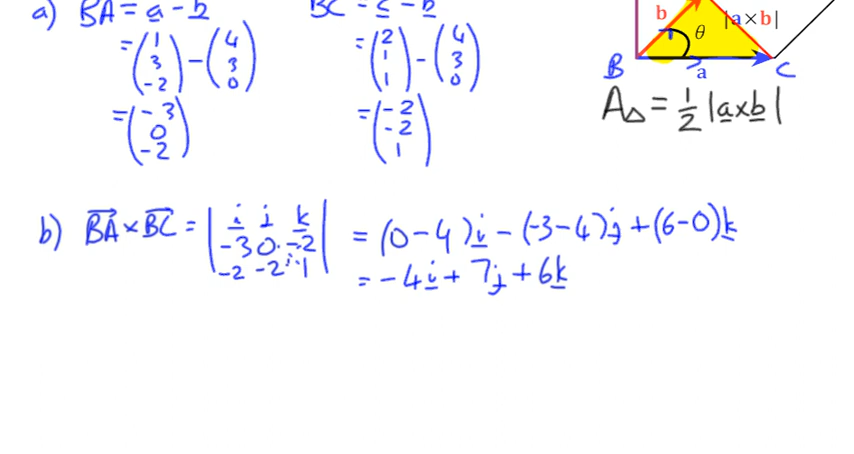 a) BA = a - b   BC = c - b
b   θ   |a×b|
= (1 3 -2) - (4 3 0)   = (2 1 1) - (4 3 0)
B   a   C
A△ = 1/2 |a×b|
= (-3 0 -2)   = (-2 -2 1)
b) BA × BC = | i j k   = (0-4)i - (-3-4)j + (6-0)k
-3 0 -2
-2 -2 1 |   = -4i + 7j + 6k